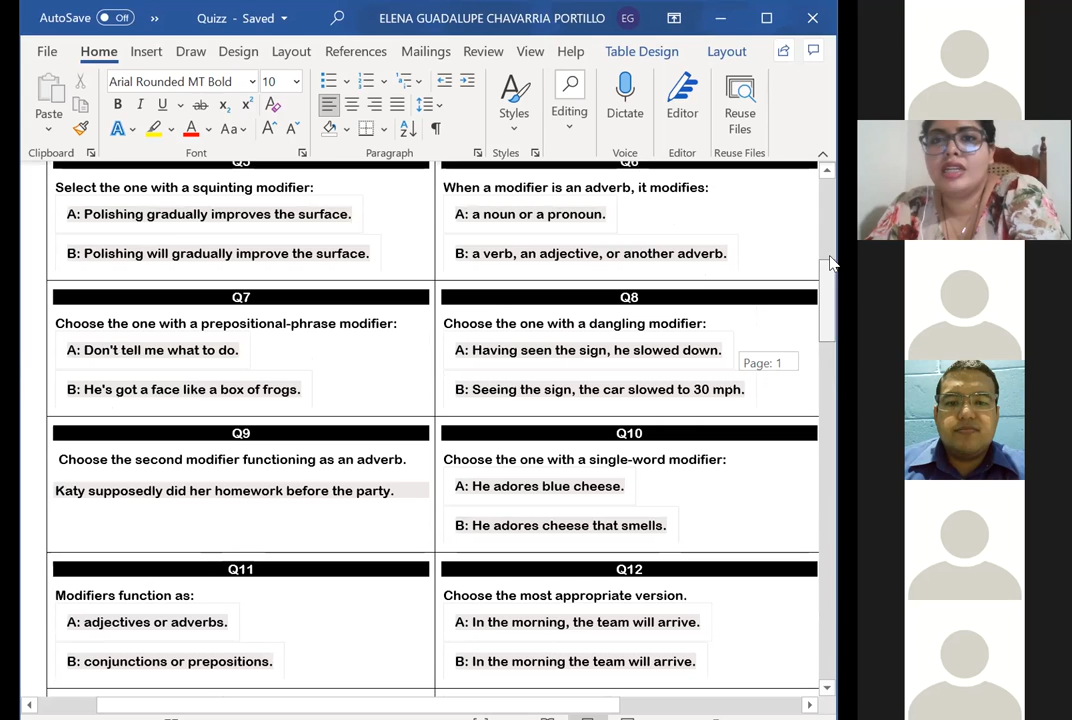 AutoSave Off » Quizz - Saved ELENA GUADALUPE CHAVARRIA PORTILLO EG
File Home Insert Draw Design Layout References Mailings Review View Help Table Design Layout
Arial Rounded MT Bold 10
Paste Styles Editing Dictate Editor Reuse Files
B I U ab x₂ x² A
A A Aa A A
Clipboard Font Paragraph Styles Voice Editor Reuse Files
Q5
Select the one with a squinting modifier:
A: Polishing gradually improves the surface.
B: Polishing will gradually improve the surface.
Q6
When a modifier is an adverb, it modifies:
A: a noun or a pronoun.
B: a verb, an adjective, or another adverb.
Q7
Choose the one with a prepositional-phrase modifier:
A: Don't tell me what to do.
B: He's got a face like a box of frogs.
Q8
Choose the one with a dangling modifier:
A: Having seen the sign, he slowed down.
Page: 1
B: Seeing the sign, the car slowed to 30 mph.
Q9
Choose the second modifier functioning as an adverb.
Katy supposedly did her homework before the party.
Q10
Choose the one with a single-word modifier:
A: He adores blue cheese.
B: He adores cheese that smells.
Q11
Modifiers function as:
A: adjectives or adverbs.
B: conjunctions or prepositions.
Q12
Choose the most appropriate version.
A: In the morning, the team will arrive.
B: In the morning the team will arrive.